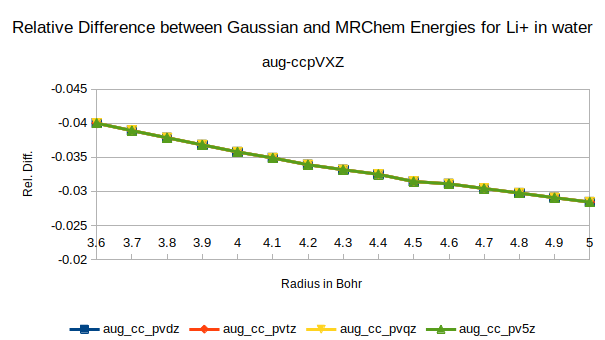 Relative Difference between Gaussian and MRChem Energies for Li+ in water
aug-ccpVXZ
-0.045
-0.04
-0.035
-0.03
-0.025
-0.02
Rel. Diff.
3.6 3.7 3.8 3.9 4 4.1 4.2 4.3 4.4 4.5 4.6 4.7 4.8 4.9 5
Radius in Bohr
aug_cc_pvdz aug_cc_pvtz aug_cc_pvqz aug_cc_pv5z